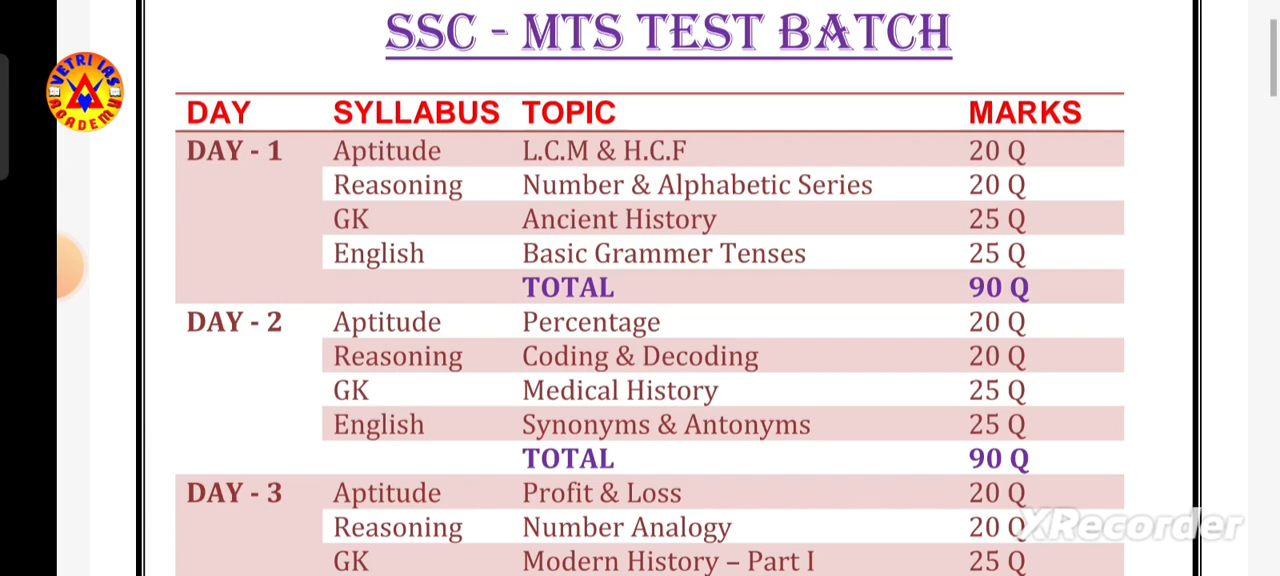 SSC - MTS TEST BATCH
VETRI IAS
ACADEMY
DAY SYLLABUS TOPIC MARKS
DAY - 1 Aptitude L.C.M & H.C.F 20 Q
Reasoning Number & Alphabetic Series 20 Q
GK Ancient History 25 Q
English Basic Grammer Tenses 25 Q
TOTAL 90 Q
DAY - 2 Aptitude Percentage 20 Q
Reasoning Coding & Decoding 20 Q
GK Medical History 25 Q
English Synonyms & Antonyms 25 Q
TOTAL 90 Q
DAY - 3 Aptitude Profit & Loss 20 Q
Reasoning Number Analogy 20 Q
XRecorder
GK Modern History – Part I 25 Q